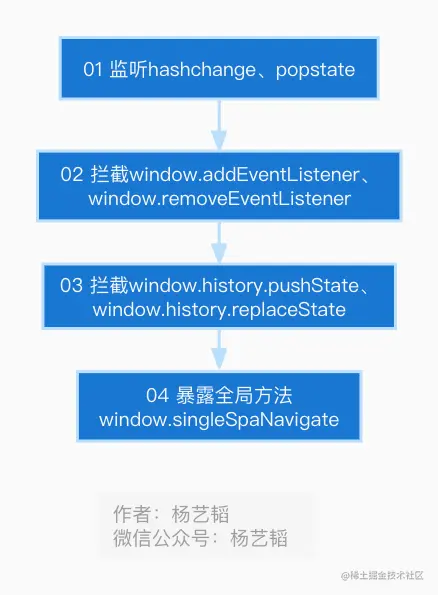 01 监听hashchange、popstate
02 拦截window.addEventListener、
window.removeEventListener
03 拦截window.history.pushState、
window.history.replaceState
04 暴露全局方法
window.singleSpaNavigate
作者：杨艺韬
微信公众号：杨艺韬
@稀土掘金技术社区